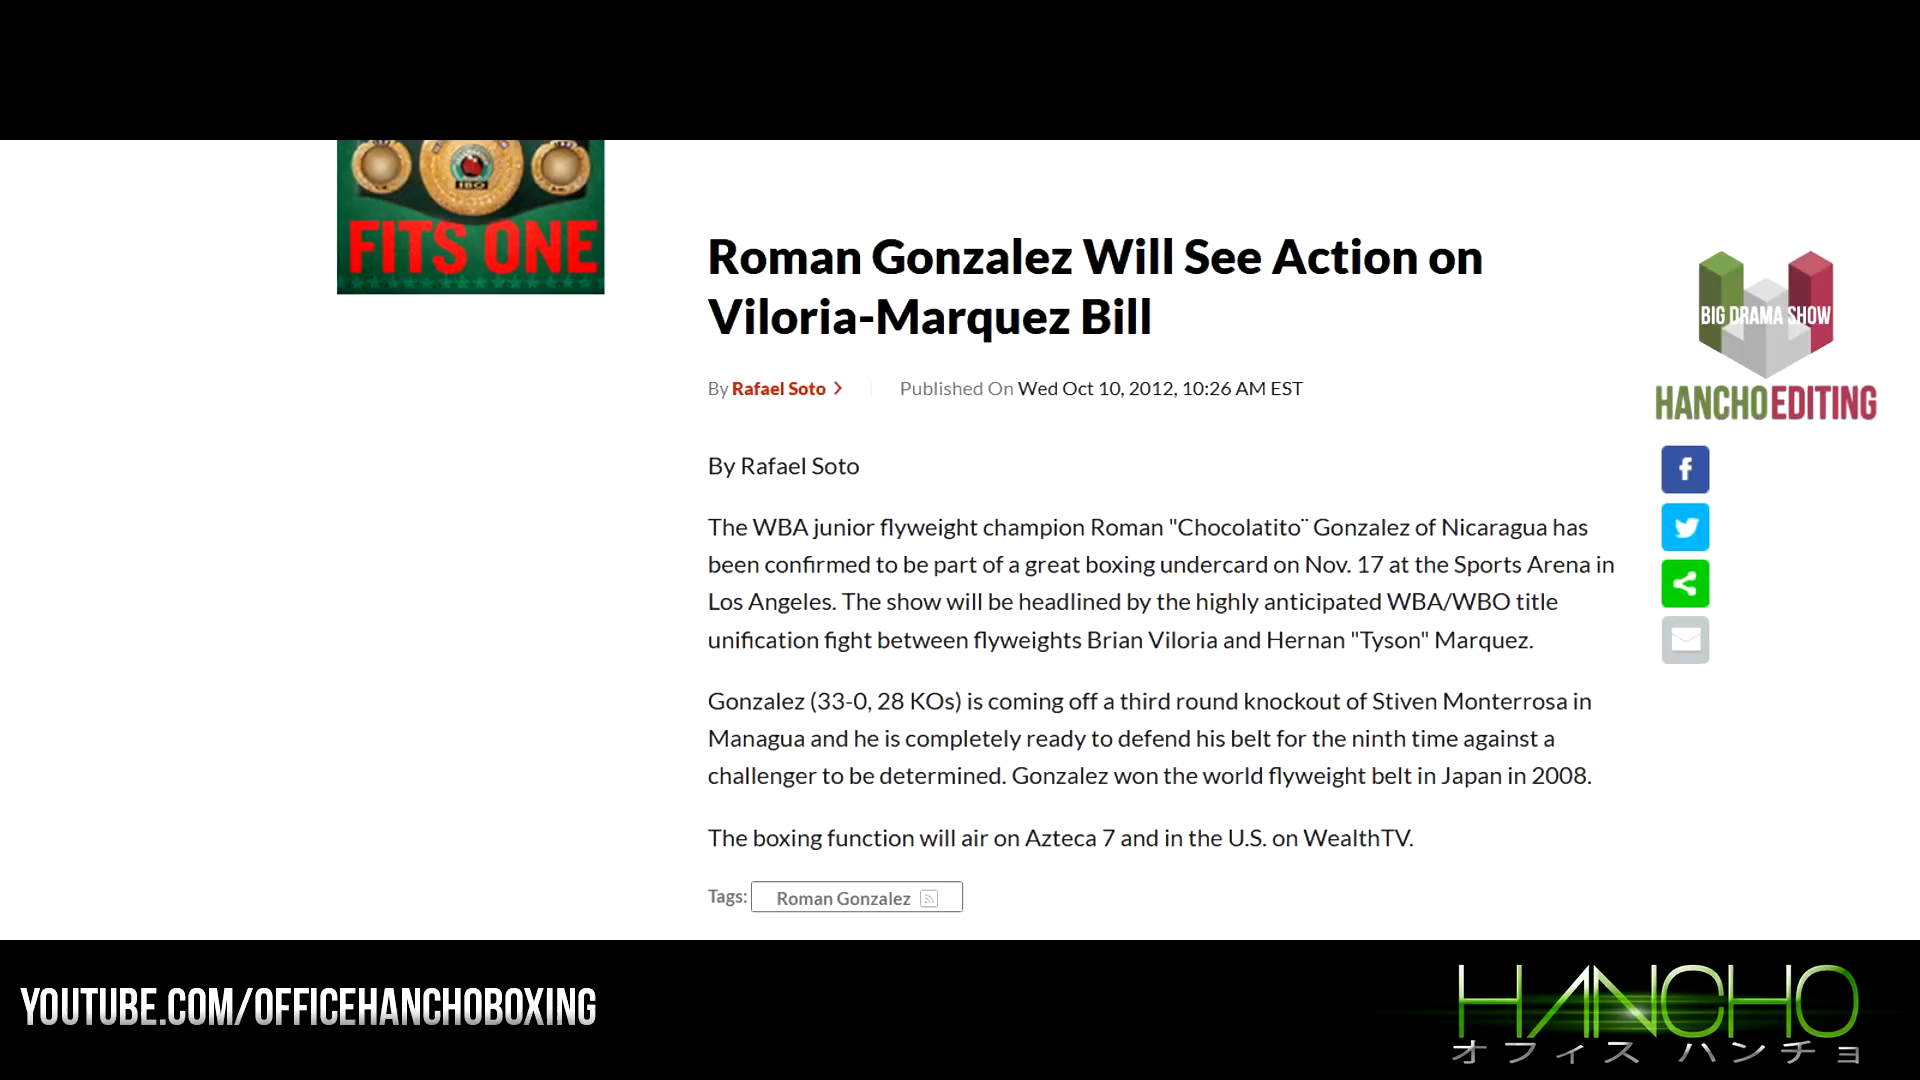 IBO
FITS ONE
Roman Gonzalez Will See Action on
Viloria-Marquez Bill
By Rafael Soto
Published On Wed Oct 10, 2012, 10:26 AM EST
BIG DRAMA SHOW
HANCHOEDITING
By Rafael Soto
The WBA junior flyweight champion Roman "Chocolatito¨ Gonzalez of Nicaragua has
been confirmed to be part of a great boxing undercard on Nov. 17 at the Sports Arena in
Los Angeles. The show will be headlined by the highly anticipated WBA/WBO title
unification fight between flyweights Brian Viloria and Hernan "Tyson" Marquez.
Gonzalez (33-0, 28 KOs) is coming off a third round knockout of Stiven Monterrosa in
Managua and he is completely ready to defend his belt for the ninth time against a
challenger to be determined. Gonzalez won the world flyweight belt in Japan in 2008.
The boxing function will air on Azteca 7 and in the U.S. on WealthTV.
Tags: Roman Gonzalez
YOUTUBE.COM/OFFICEHANCHOBOXING
HANCHO
オフィス ハンチョ